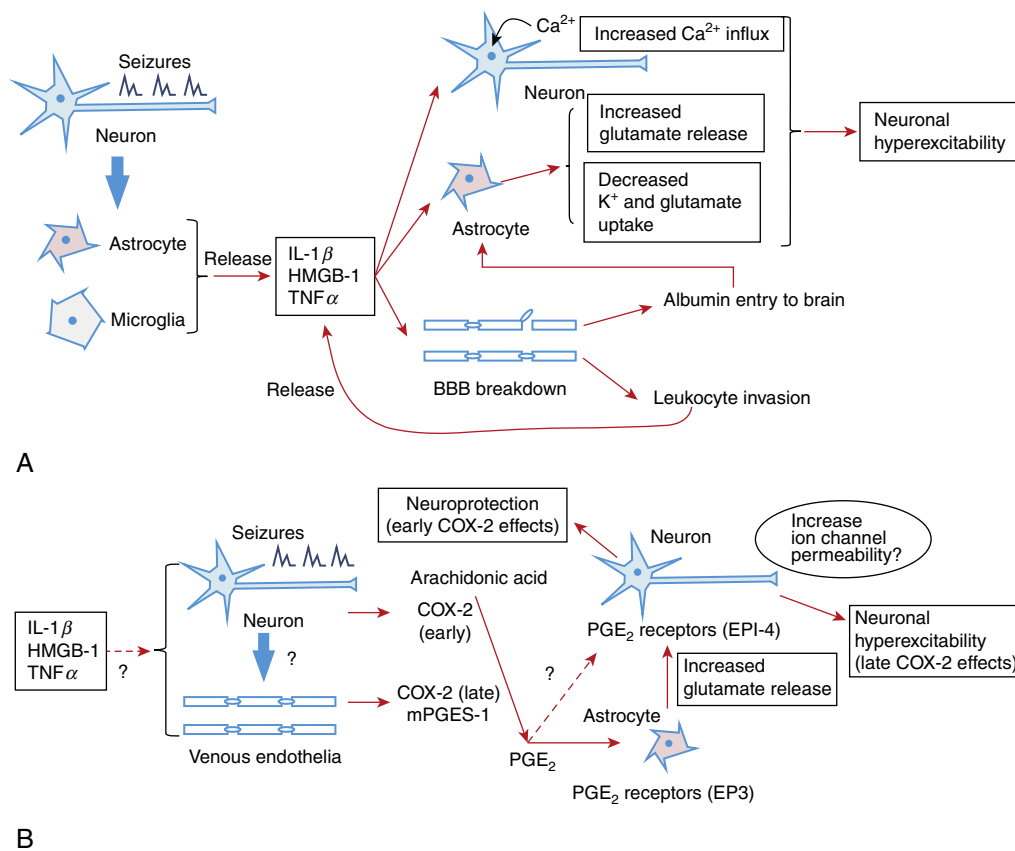 Seizures
Neuron
Astrocyte
Microglia
Release
IL-1β
HMGB-1
TNFα
Ca²⁺
Increased Ca²⁺ influx
Neuron
Increased
glutamate release
Decreased
K⁺ and glutamate
uptake
Neuronal
hyperexcitability
Astrocyte
Albumin entry to brain
BBB breakdown
Leukocyte invasion
Release
A
IL-1β
HMGB-1
TNFα
?
Seizures
Neuron
?
Venous endothelia
Neuroprotection
(early COX-2 effects)
Arachidonic acid
COX-2
(early)
COX-2 (late)
mPGES-1
PGE₂
?
Neuron
Increase
ion channel
permeability?
PGE₂ receptors (EPI-4)
Neuronal
hyperexcitability
(late COX-2 effects)
Increased
glutamate release
Astrocyte
PGE₂ receptors (EP3)
B